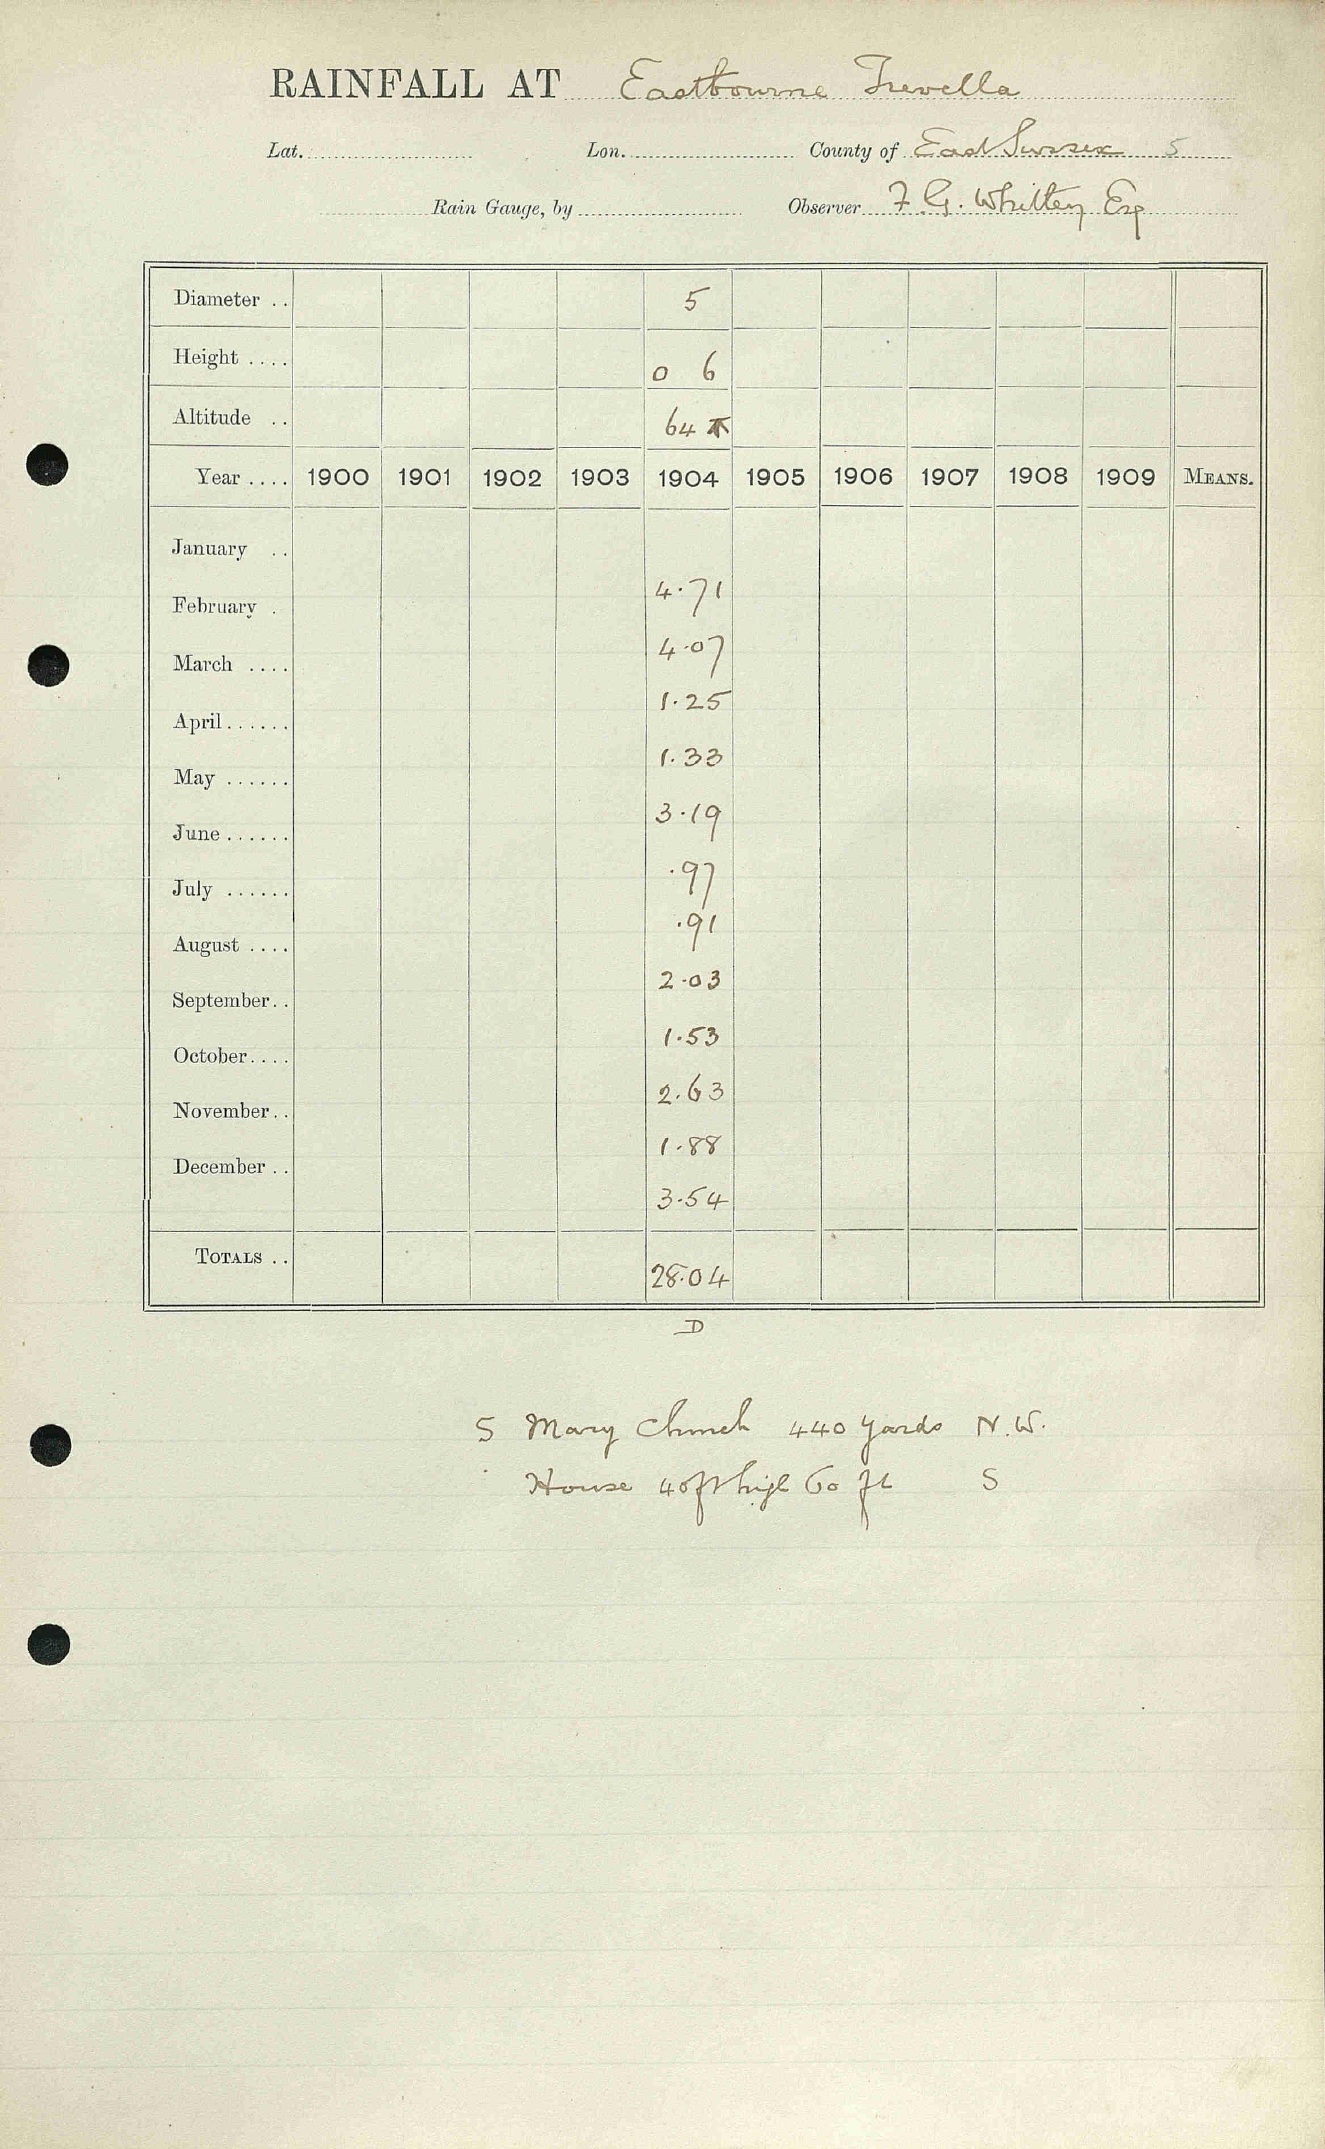 RAINFALL AT Eastbourne Trevella
Lat. Lon. County of East Sussex 5
Rain Gauge, by Observer F. G. Whitley Esq
Diameter .. 5
Height .... 0 6
Altitude .. 64
Year .... 1900 1901 1902 1903 1904 1905 1906 1907 1908 1909 MEANS.
January ..
4.71
February .
4.07
March ....
1.25
April......
1.33
May ......
3.19
June......
.97
July ......
.91
August ....
2.03
September..
1.53
October....
2.63
November..
1.88
December ..
3.54
TOTALS ..
28.04
D
S Mary Church 440 yards N.W.
House 40ft high 60 ft S